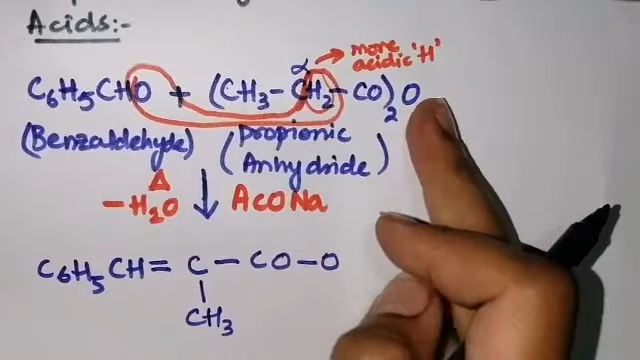 Acids:-
α → more acidic 'H'
C6H5CHO + (CH3-CH2-CO)2O
(Benzaldehyde) (Propionic Anhydride)
Δ
-H2O AcONa
C6H5CH=C-CO-O
CH3